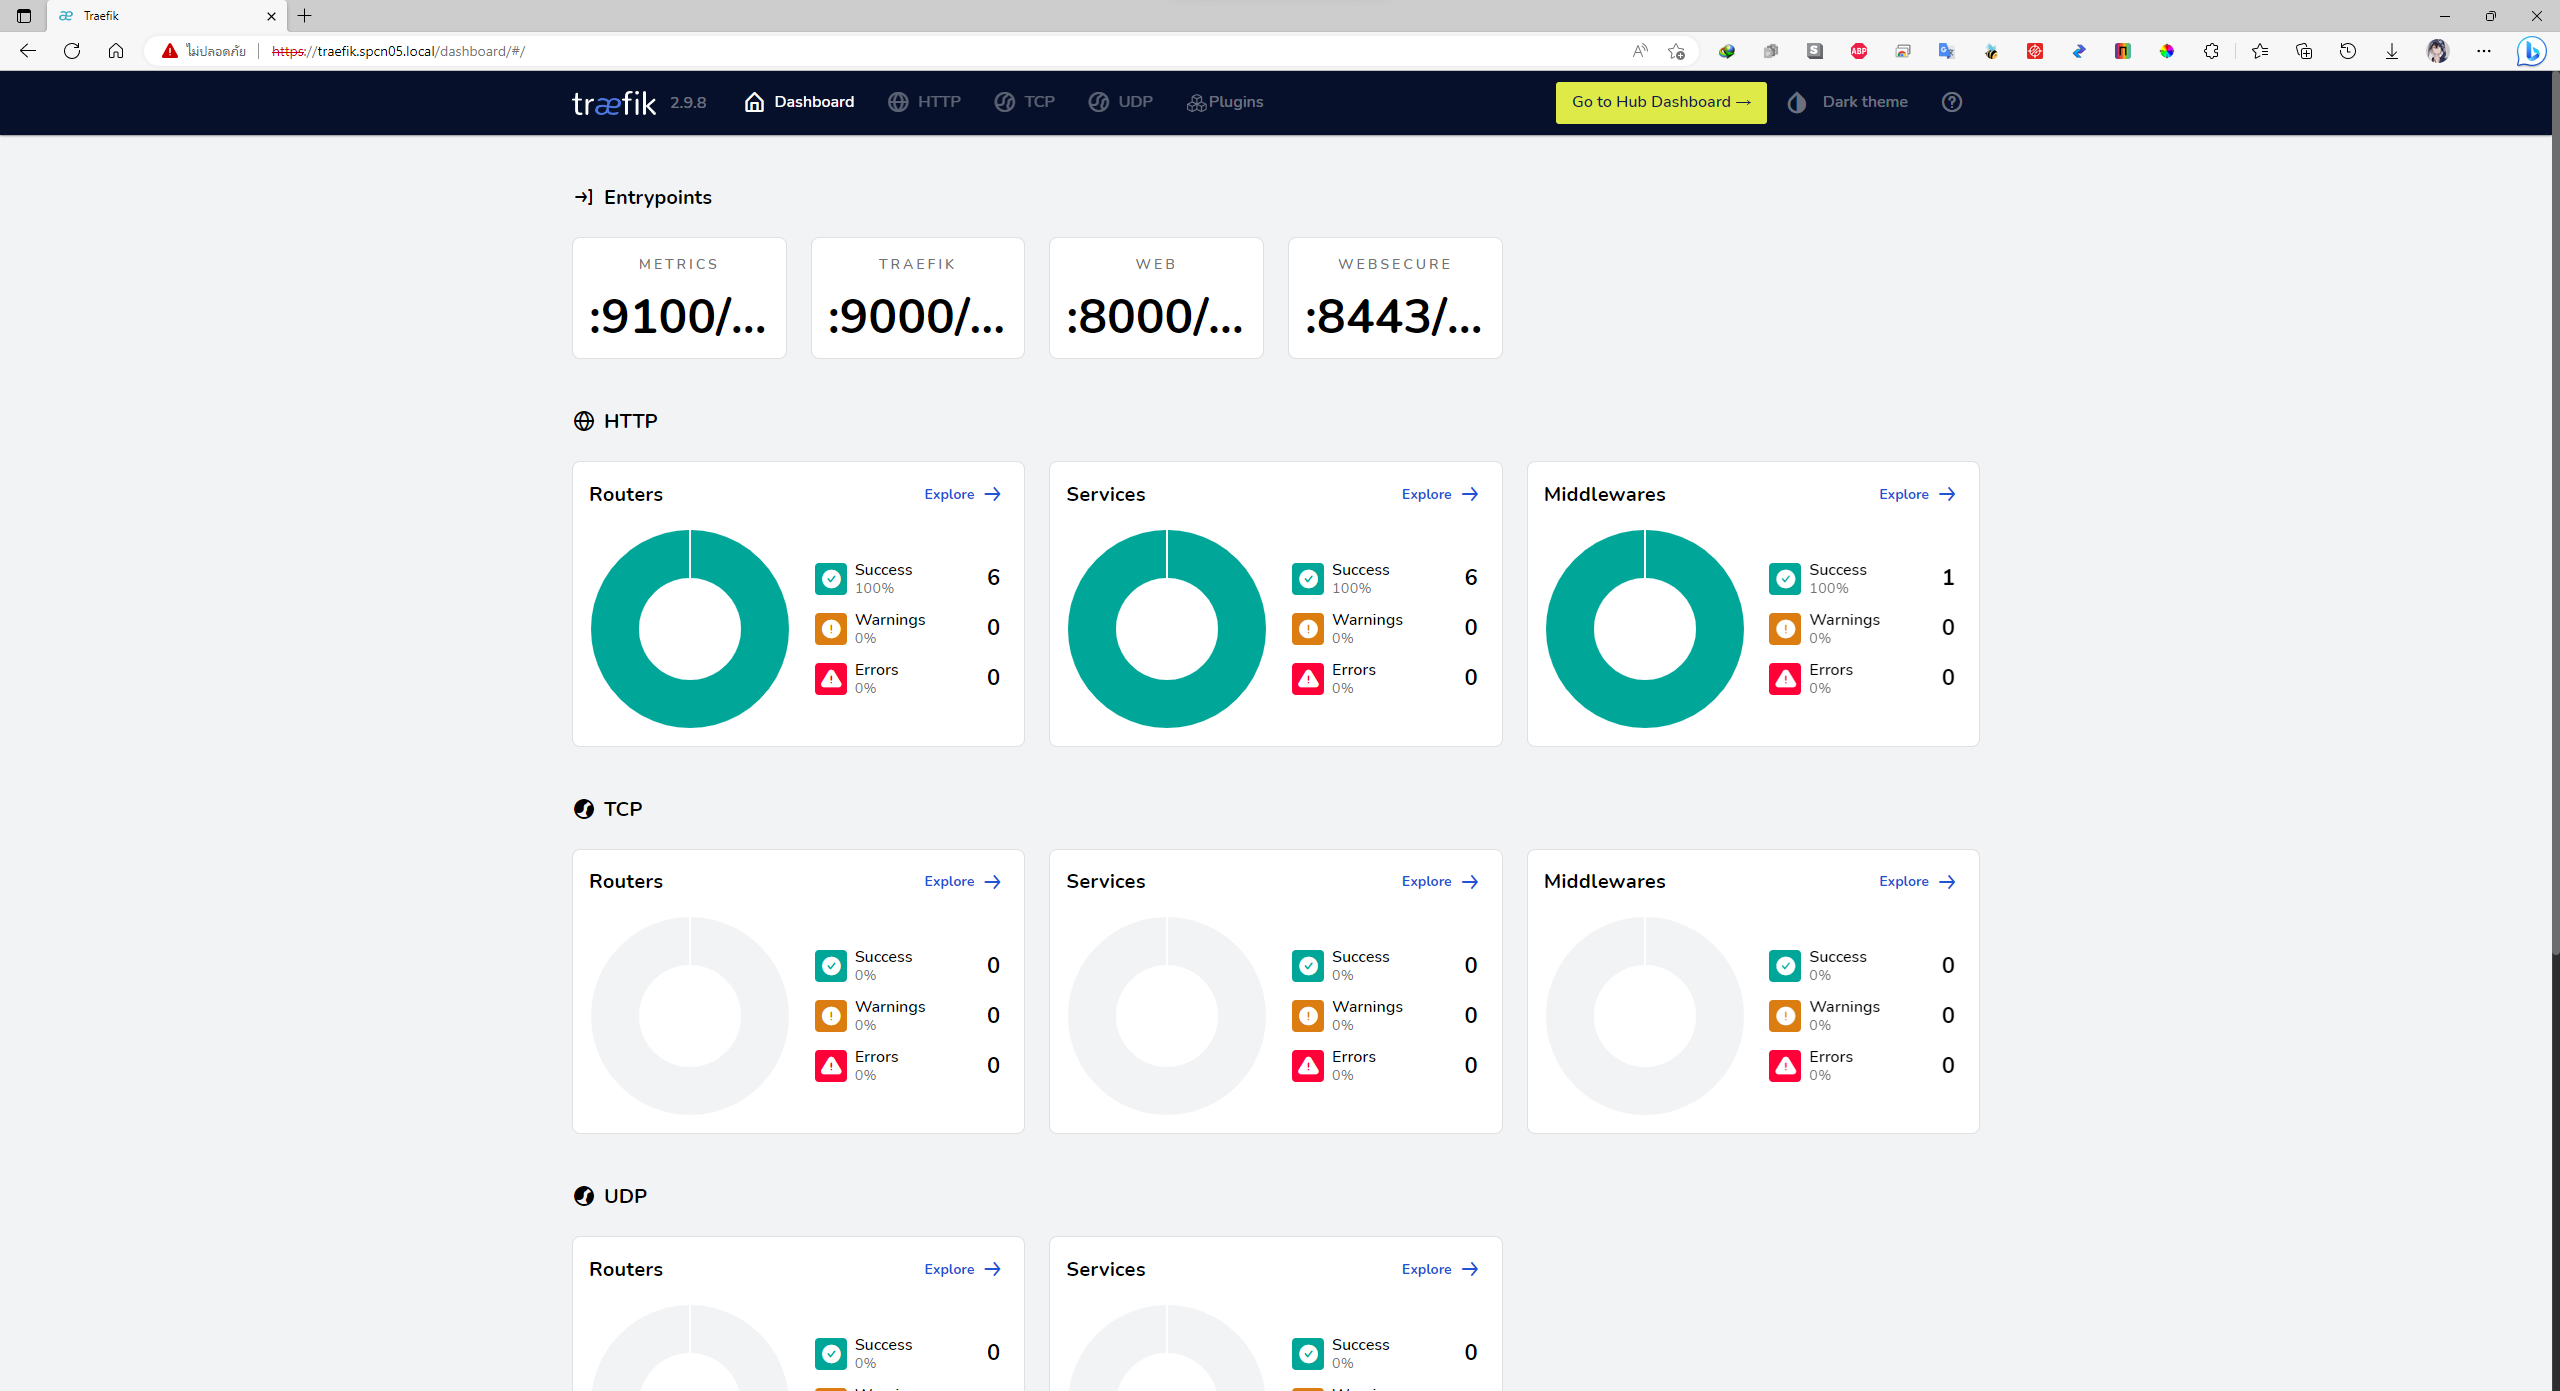 Traefik
ไม่ปลอดภัย https://traefik.spcn05.local/dashboard/#/
træfik 2.9.8 Dashboard HTTP TCP UDP Plugins Go to Hub Dashboard → Dark theme
Entrypoints
METRICS TRAEFIK WEB WEBSECURE
:9100/... :9000/... :8000/... :8443/...
HTTP
Routers Explore Services Explore Middlewares Explore
Success 6 Success 6 Success 1
100% 100% 100%
Warnings 0 Warnings 0 Warnings 0
0% 0% 0%
Errors 0 Errors 0 Errors 0
0% 0% 0%
TCP
Routers Explore Services Explore Middlewares Explore
Success 0 Success 0 Success 0
0% 0% 0%
Warnings 0 Warnings 0 Warnings 0
0% 0% 0%
Errors 0 Errors 0 Errors 0
0% 0% 0%
UDP
Routers Explore Services Explore
Success 0 Success 0
0% 0%